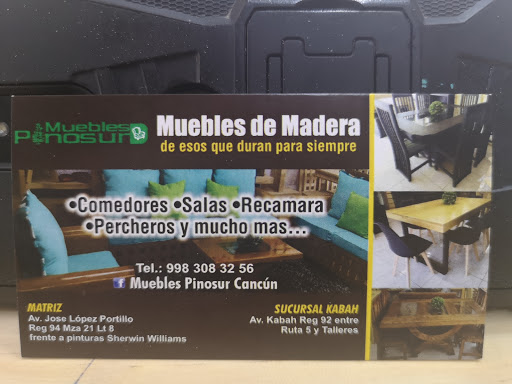 Muebles
Pinosur
Muebles de Madera
de esos que duran para siempre
•Comedores •Salas •Recamara
•Percheros y mucho mas...
Tel.: 998 308 32 56
f Muebles Pinosur Cancún
MATRIZ
Av. Jose López Portillo
Reg 94 Mza 21 Lt 8
frente a pinturas Sherwin Williams
SUCURSAL KABAH
Av. Kabah Reg 92 entre
Ruta 5 y Talleres